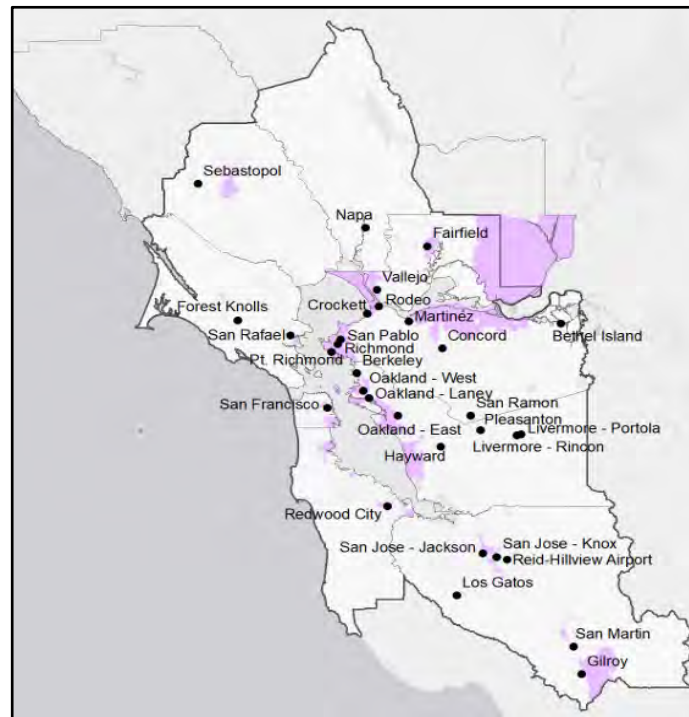 Sebastopol
Napa
Fairfield
Vallejo
Crockett
Rodeo
Martinez
Forest Knolls
San Rafael
San Pablo
Richmond
Pt. Richmond
Berkeley
Concord
Bethel Island
Oakland - West
Oakland - Laney
San Francisco
San Ramon
Oakland - East
Pleasanton
Livermore - Portola
Hayward
Livermore - Rincon
Redwood City
San Jose - Jackson
San Jose - Knox
Reid-Hillview Airport
Los Gatos
San Martin
Gilroy